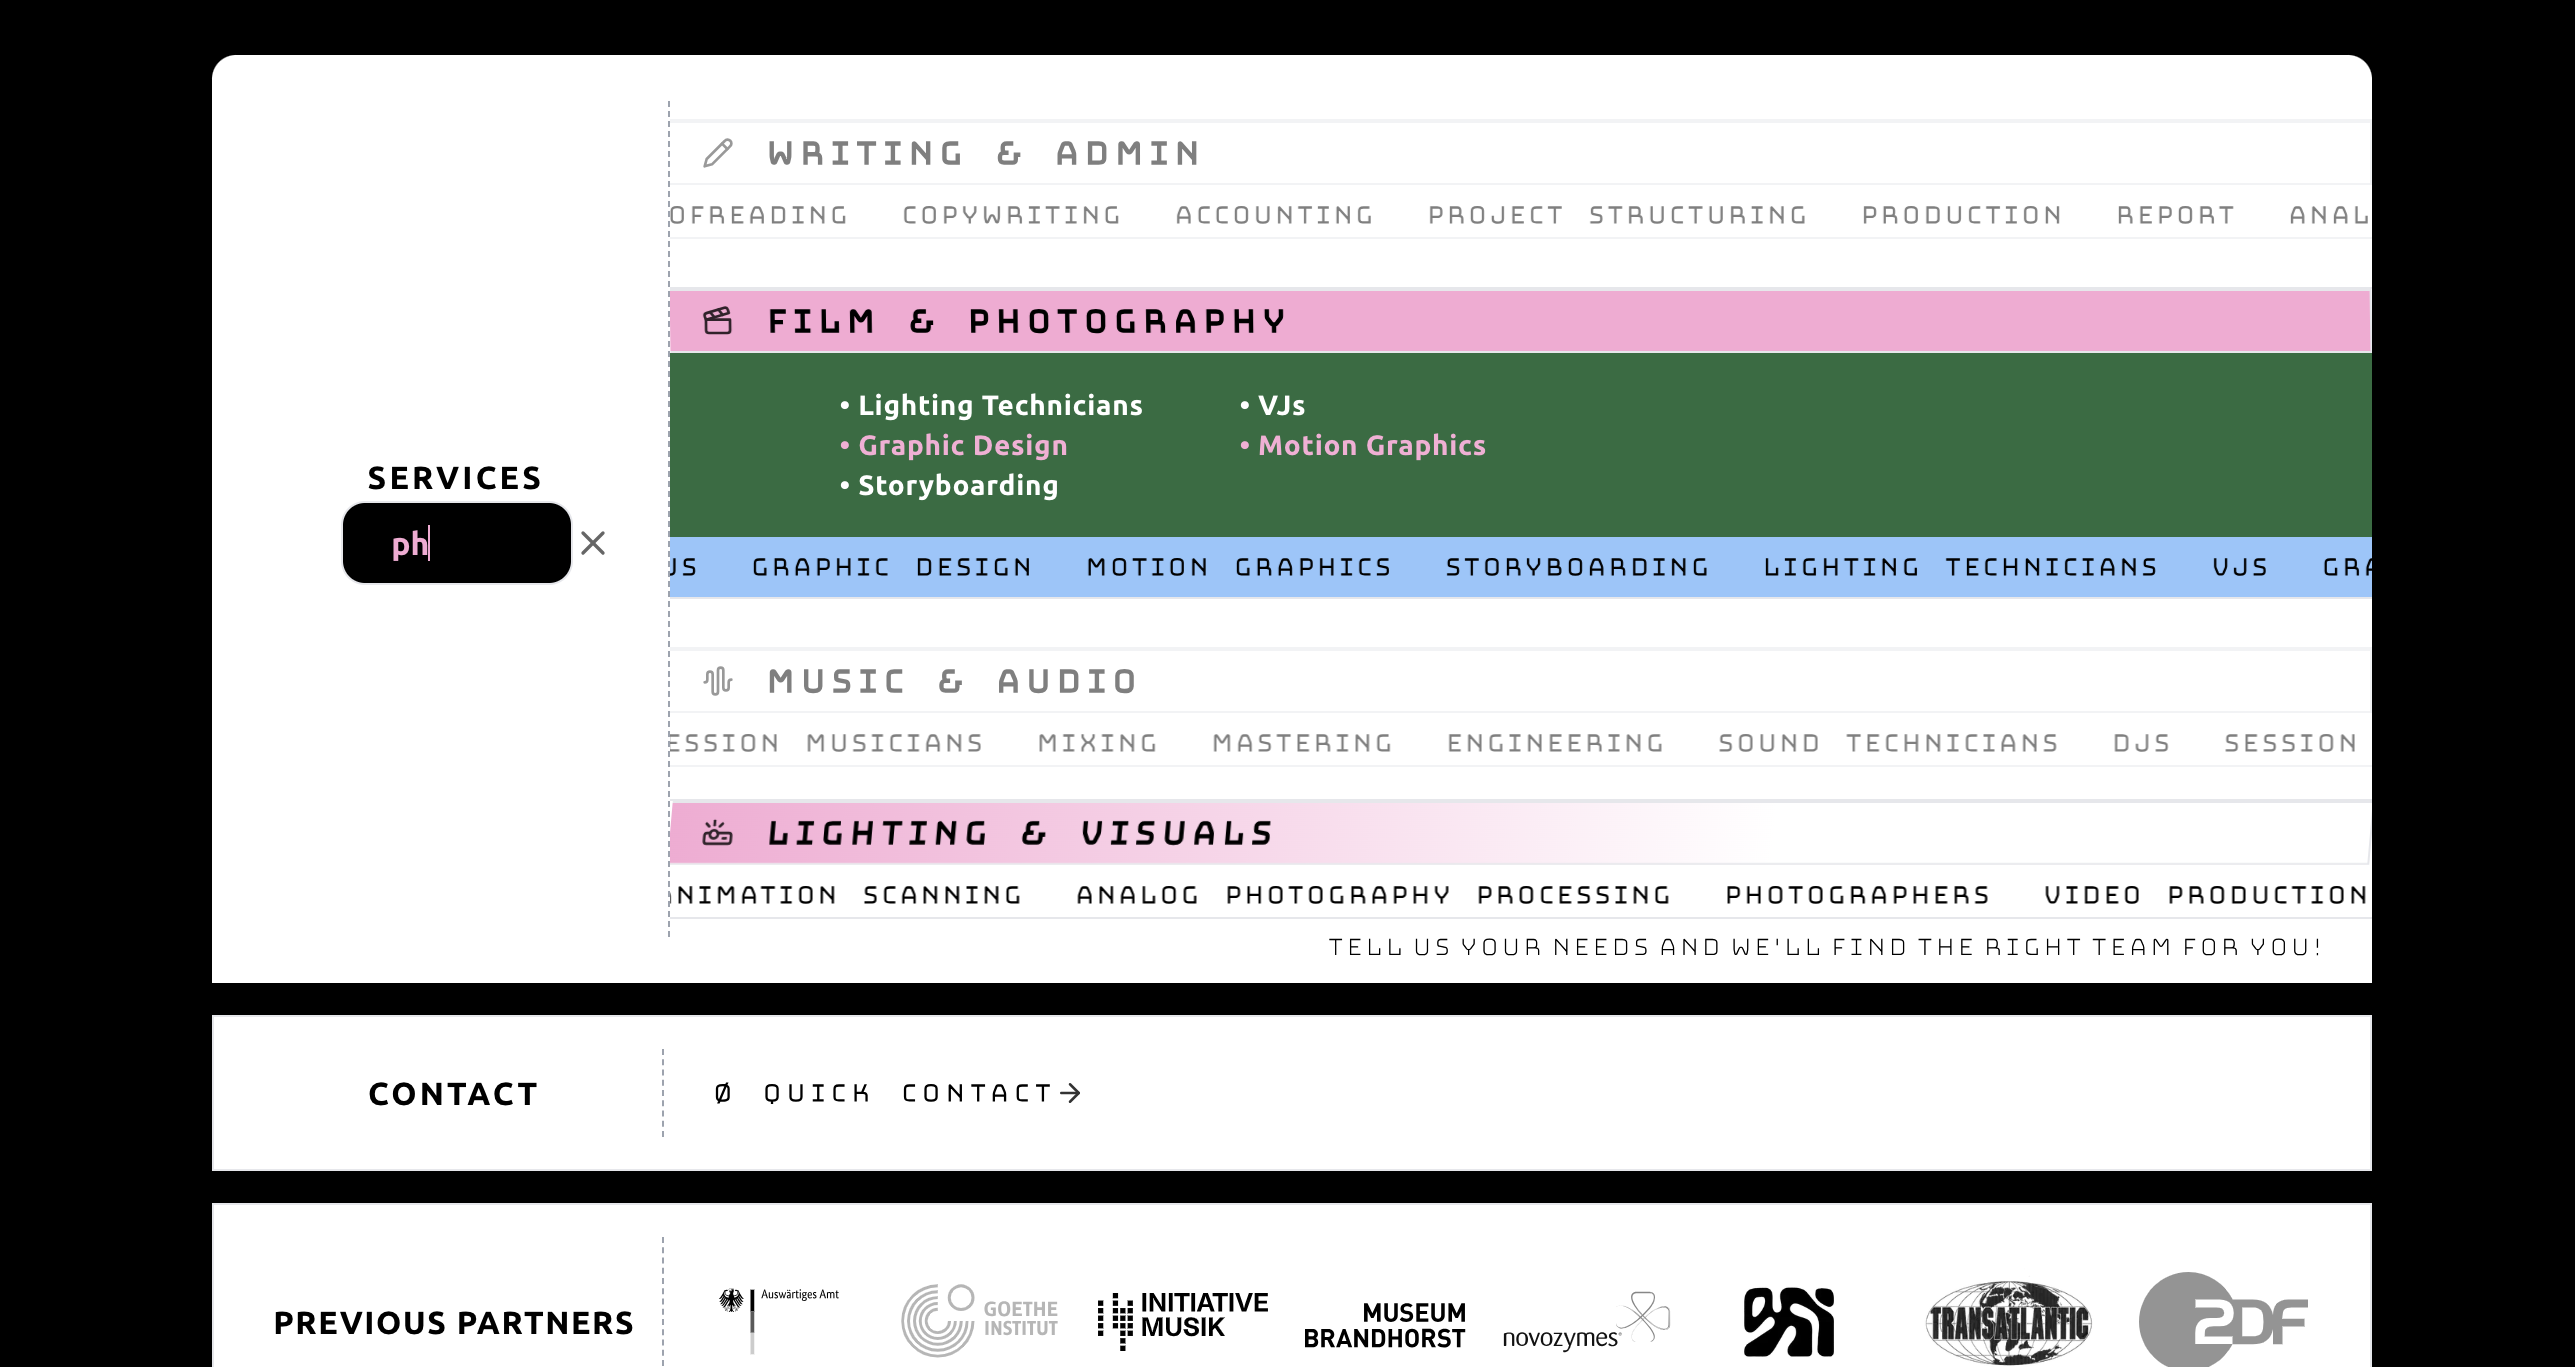 WRITING & ADMIN
OFREADING COPYWRITING ACCOUNTING PROJECT STRUCTURING PRODUCTION REPORT ANAL
FILM & PHOTOGRAPHY
• Lighting Technicians
• Graphic Design
• Storyboarding
• VJs
• Motion Graphics
SERVICES
ph
JS GRAPHIC DESIGN MOTION GRAPHICS STORYBOARDING LIGHTING TECHNICIANS VJS GRA
MUSIC & AUDIO
ESSION MUSICIANS MIXING MASTERING ENGINEERING SOUND TECHNICIANS DJS SESSION
LIGHTING & VISUALS
NIMATION SCANNING ANALOG PHOTOGRAPHY PROCESSING PHOTOGRAPHERS VIDEO PRODUCTION
TELL US YOUR NEEDS AND WE'LL FIND THE RIGHT TEAM FOR YOU!
CONTACT
Ø QUICK CONTACT→
PREVIOUS PARTNERS
Auswärtiges Amt
GOETHE
INSTITUT
INITIATIVE
MUSIK
MUSEUM
BRANDHORST
novozymes
TRANSATLANTIC
2DF